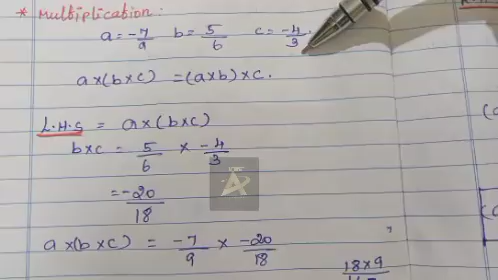 * Multiplication:
a = -7/9 b = 5/6 c = -4/3.
a×(b×c) = (a×b)×c.
L.H.S = a×(b×c)
b×c = 5/6 × -4/3
= -20/18
a×(b×c) = -7/9 × -20/18
18×9